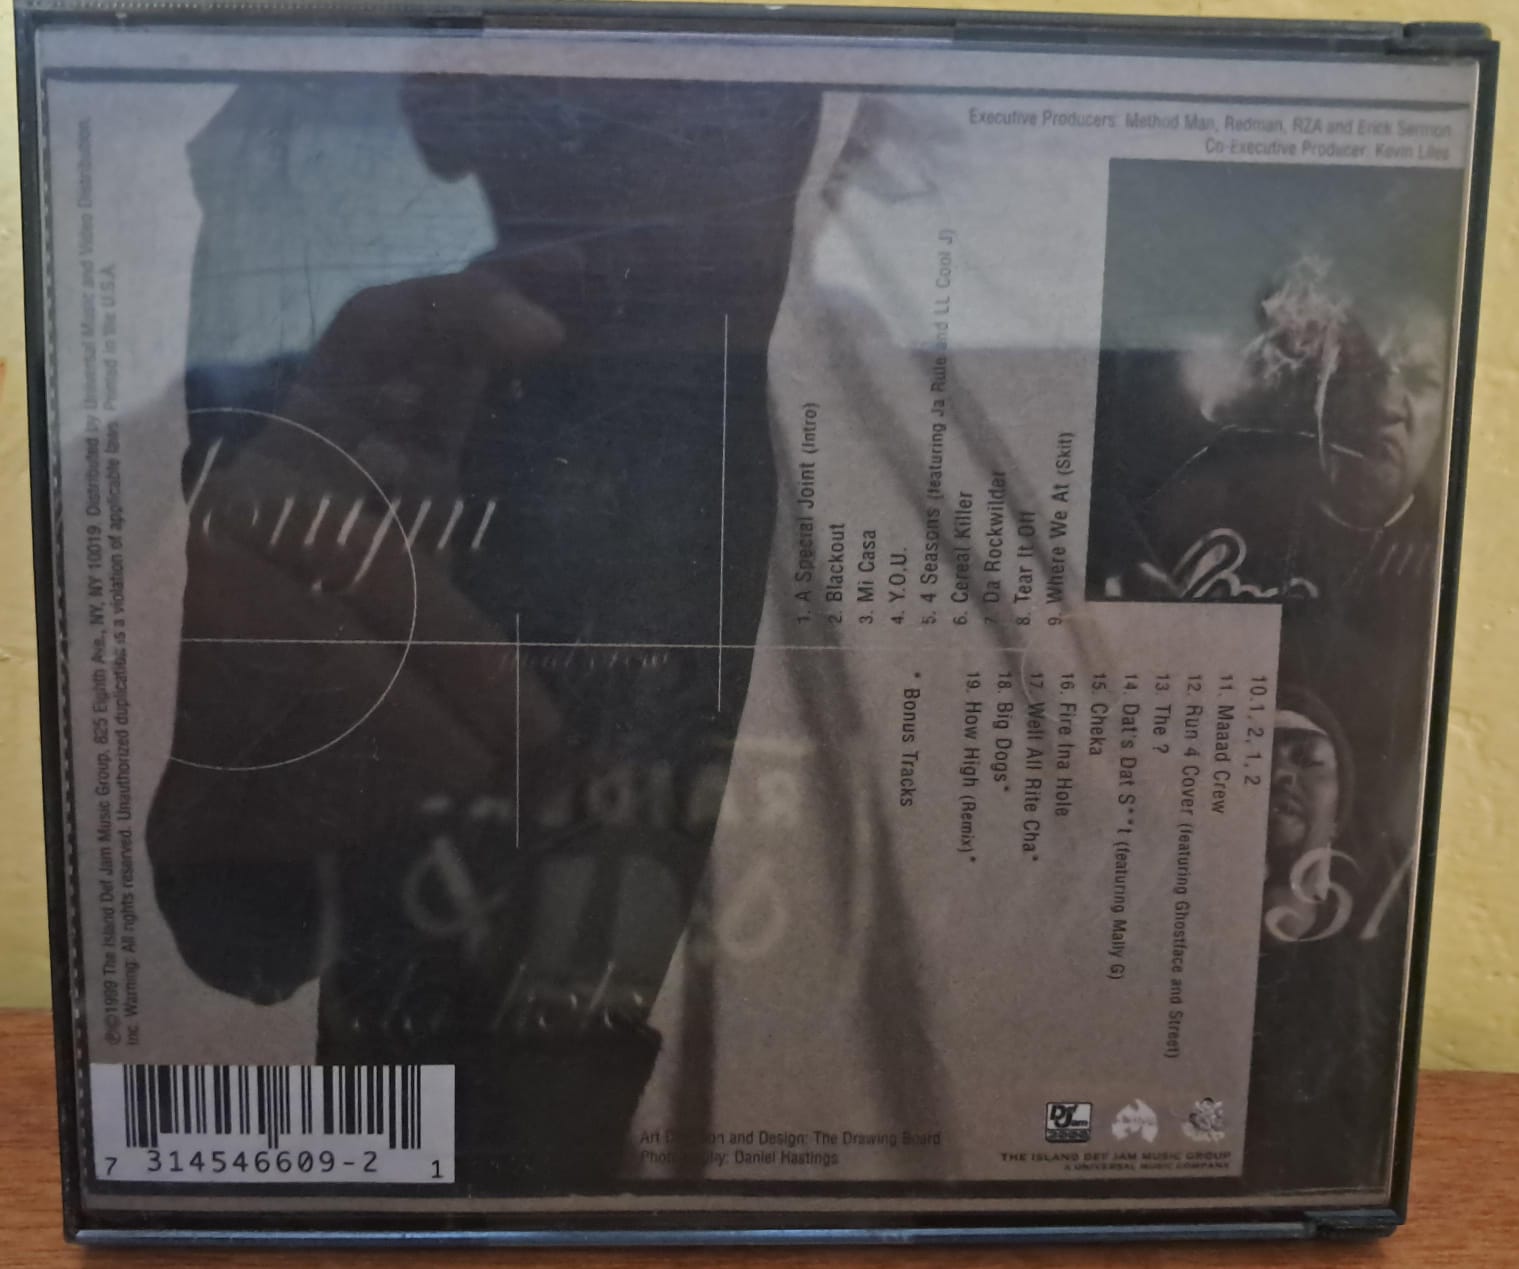 Executive Producers: Method Man, Redman, RZA and Erick Sermon
Co-Executive Producer: Kevin Liles
1. A Special Joint (Intro)
2. Blackout
3. Mi Casa
4. Y.O.U.
5. 4 Seasons (featuring Ja Rule and LL Cool J)
6. Cereal Killer
7. Da Rockwilder
8. Tear It Off
9. Where We At (Skit)
10. 1, 2, 1, 2
11. Maaad Crew
12. Run 4 Cover (featuring Ghostface and Street)
13. The ?
14. Dat's Dat S**t (featuring Mally G)
15. Cheka
16. Fire Ina Hole
17. Well All Rite Cha*
18. Big Dogs*
19. How High (Remix)*
* Bonus Tracks
℗©1999 The Island Def Jam Music Group, 825 Eighth Ave., NY, NY 10019. Distributed by Universal Music and Video Distribution,
Inc. Warning: All rights reserved. Unauthorized duplication is a violation of applicable laws. Printed in the U.S.A.
7 314546609-2 1
Art and Design: The Drawing Board
Daniel Hastings
Def Jam
2000
THE ISLAND DEF JAM MUSIC GROUP
A UNIVERSAL MUSIC COMPANY